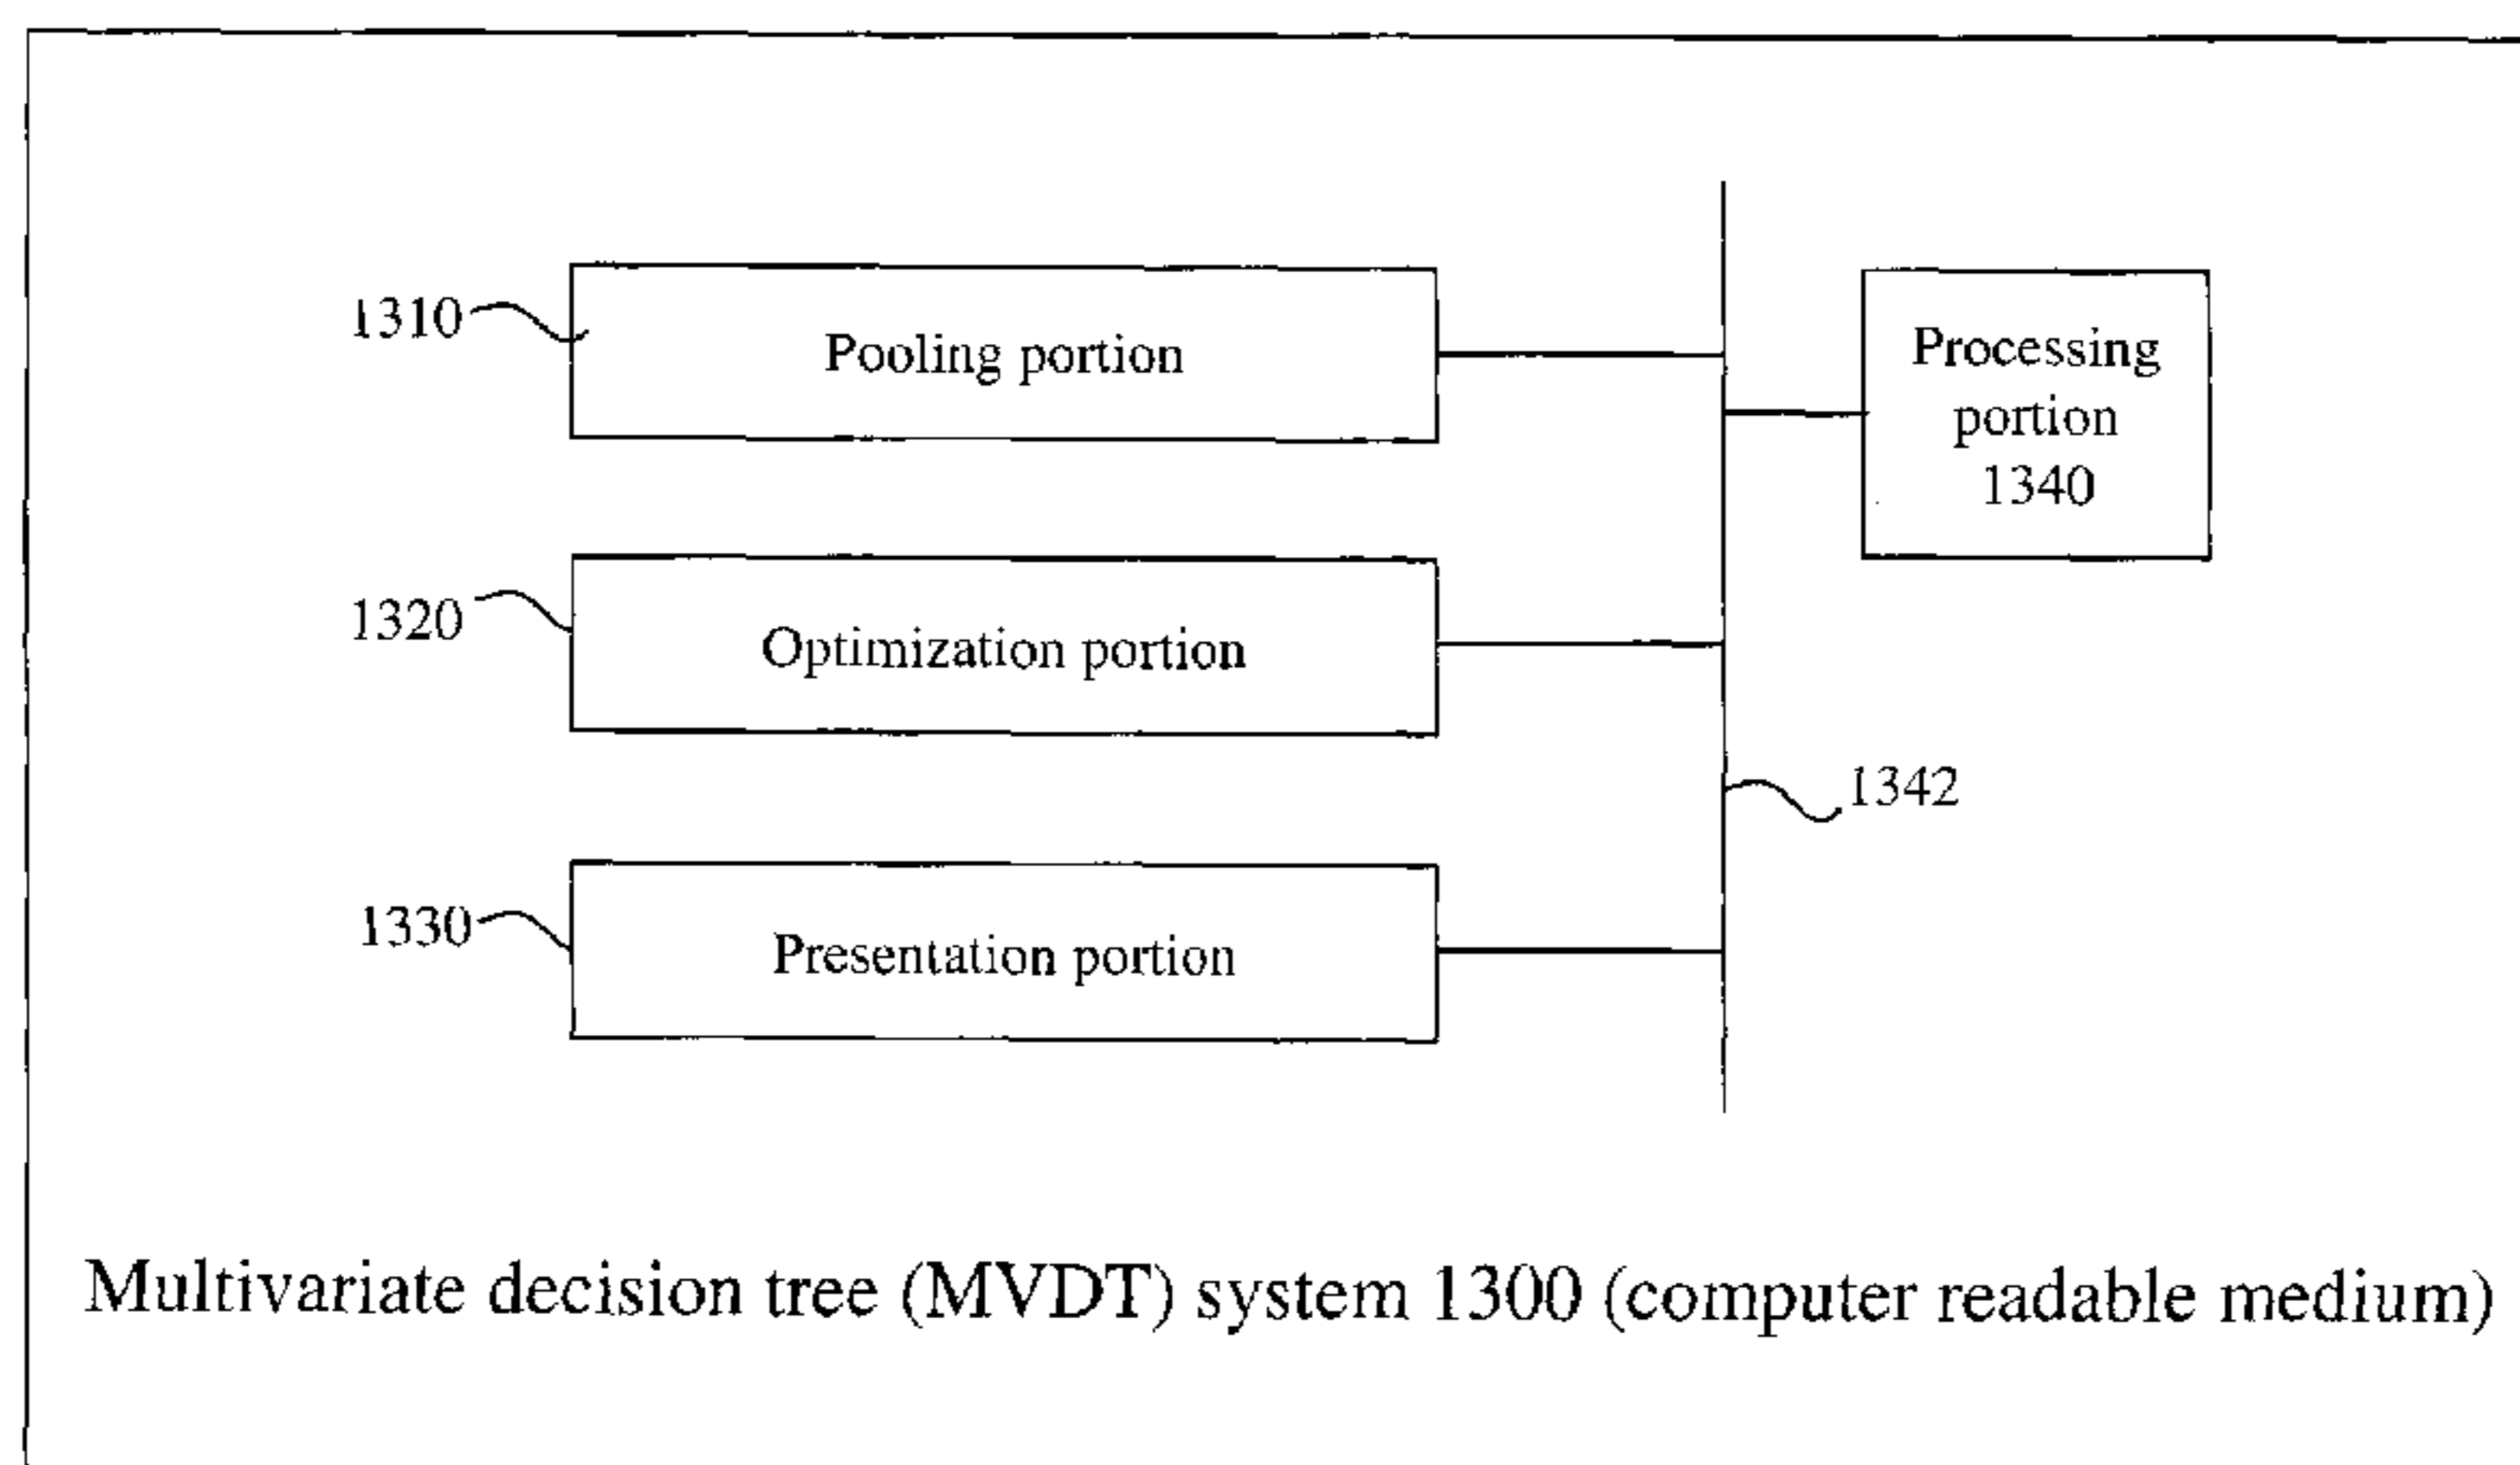 1310
Pooling portion
Processing
portion
1340
1320
Optimization portion
1342
1330
Presentation portion
Multivariate decision tree (MVDT) system 1300 (computer readable medium)